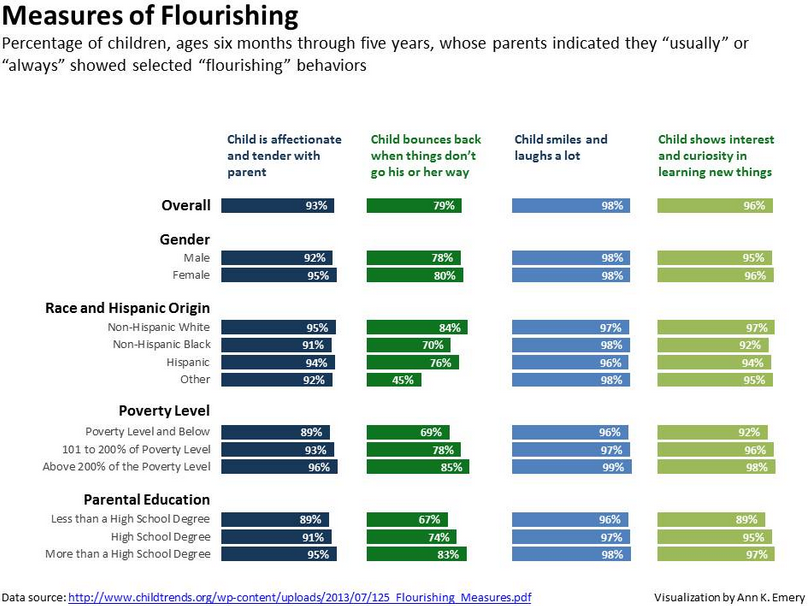 Measures of Flourishing
Percentage of children, ages six months through five years, whose parents indicated they “usually” or
“always” showed selected “flourishing” behaviors
Child is affectionate
and tender with
parent
Child bounces back
when things don’t
go his or her way
Child smiles and
laughs a lot
Child shows interest
and curiosity in
learning new things
Overall 93% 79% 98% 96%
Gender
Male 92% 78% 98% 95%
Female 95% 80% 98% 96%
Race and Hispanic Origin
Non-Hispanic White 95% 84% 97% 97%
Non-Hispanic Black 91% 70% 98% 92%
Hispanic 94% 76% 96% 94%
Other 92% 45% 98% 95%
Poverty Level
Poverty Level and Below 89% 69% 96% 92%
101 to 200% of Poverty Level 93% 78% 97% 96%
Above 200% of the Poverty Level 96% 85% 99% 98%
Parental Education
Less than a High School Degree 89% 67% 96% 89%
High School Degree 91% 74% 97% 95%
More than a High School Degree 95% 83% 98% 97%
Data source: http://www.childtrends.org/wp-content/uploads/2013/07/125_Flourishing_Measures.pdf Visualization by Ann K. Emery